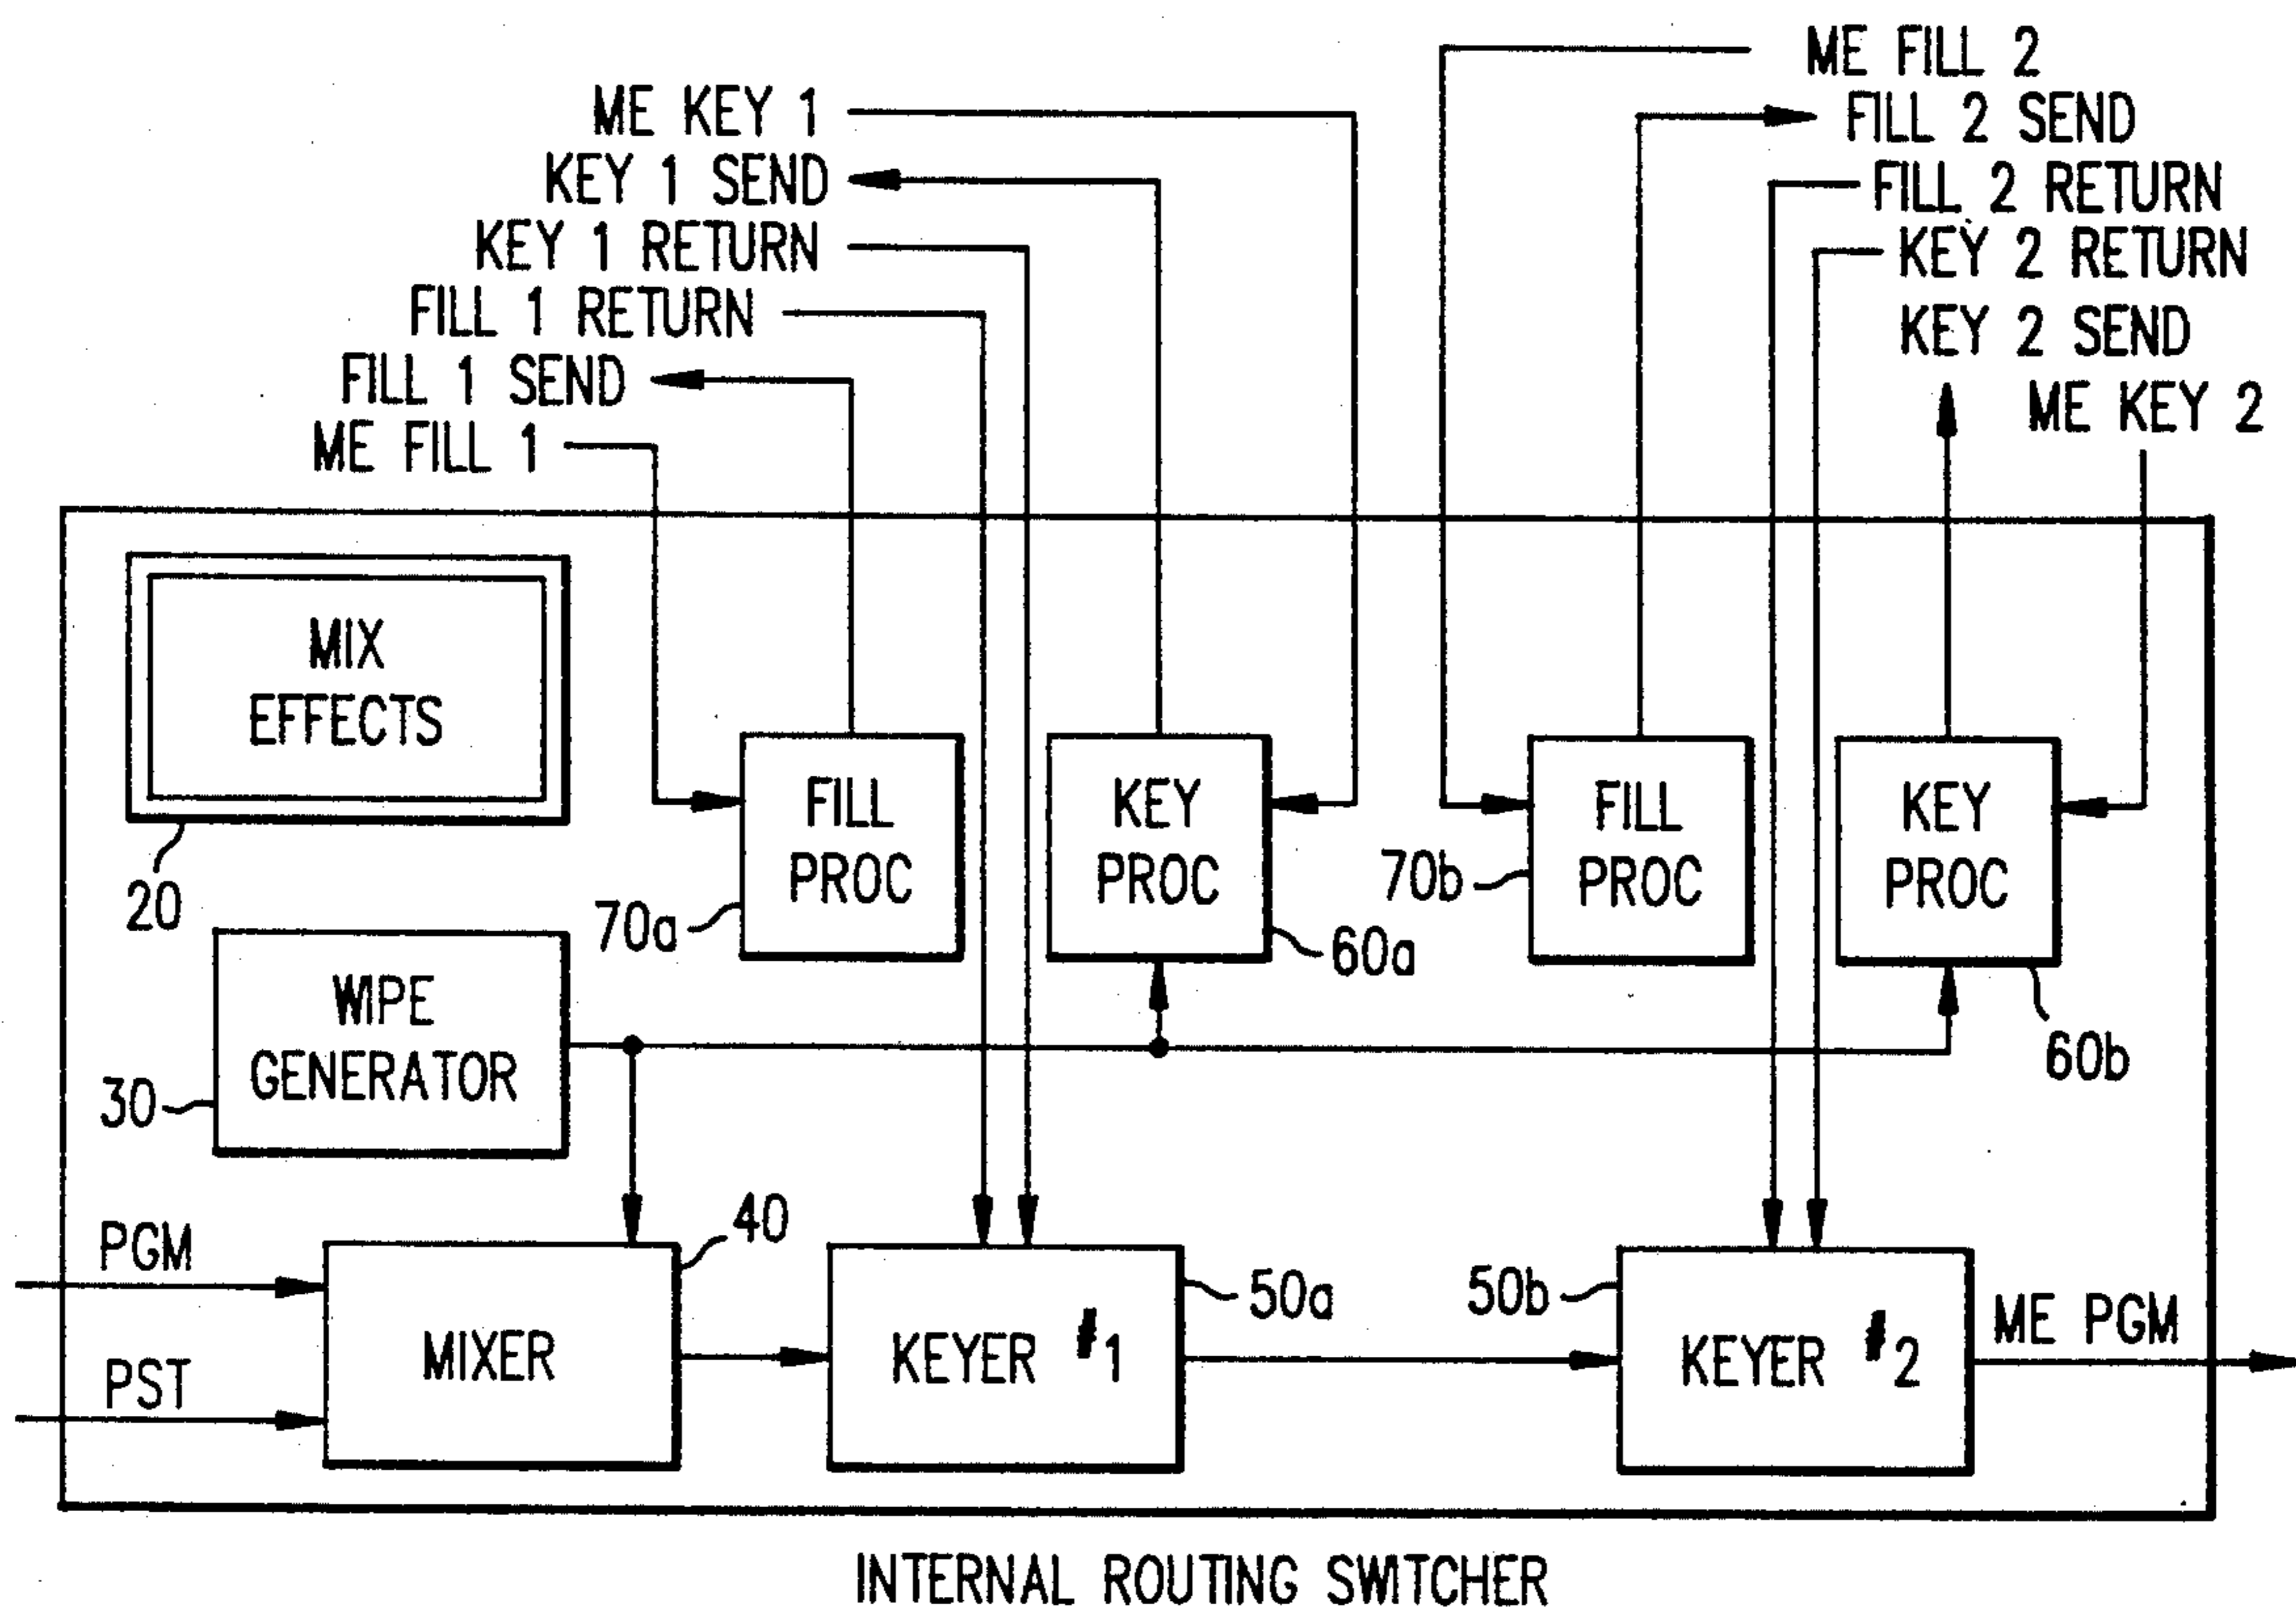 ME FILL 2
ME KEY 1
FILL 2 SEND
KEY 1 SEND
FILL 2 RETURN
KEY 1 RETURN
KEY 2 RETURN
FILL 1 RETURN
KEY 2 SEND
FILL 1 SEND
ME KEY 2
ME FILL 1
MIX
EFFECTS
20
FILL
PROC
70a
KEY
PROC
60a
FILL
PROC
70b
KEY
PROC
60b
WIPE
GENERATOR
30
PGM
PST
MIXER
40
KEYER #1
50a
KEYER #2
50b
ME PGM
INTERNAL ROUTING SWITCHER